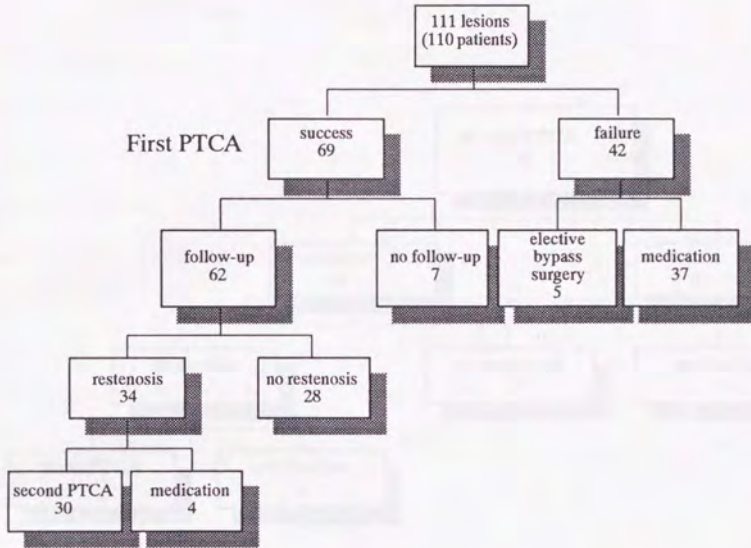 111 lesions
(110 patients)
First PTCA
success
69
failure
42
follow-up
62
no follow-up
7
elective
bypass
surgery
5
medication
37
restenosis
34
no restenosis
28
second PTCA
30
medication
4